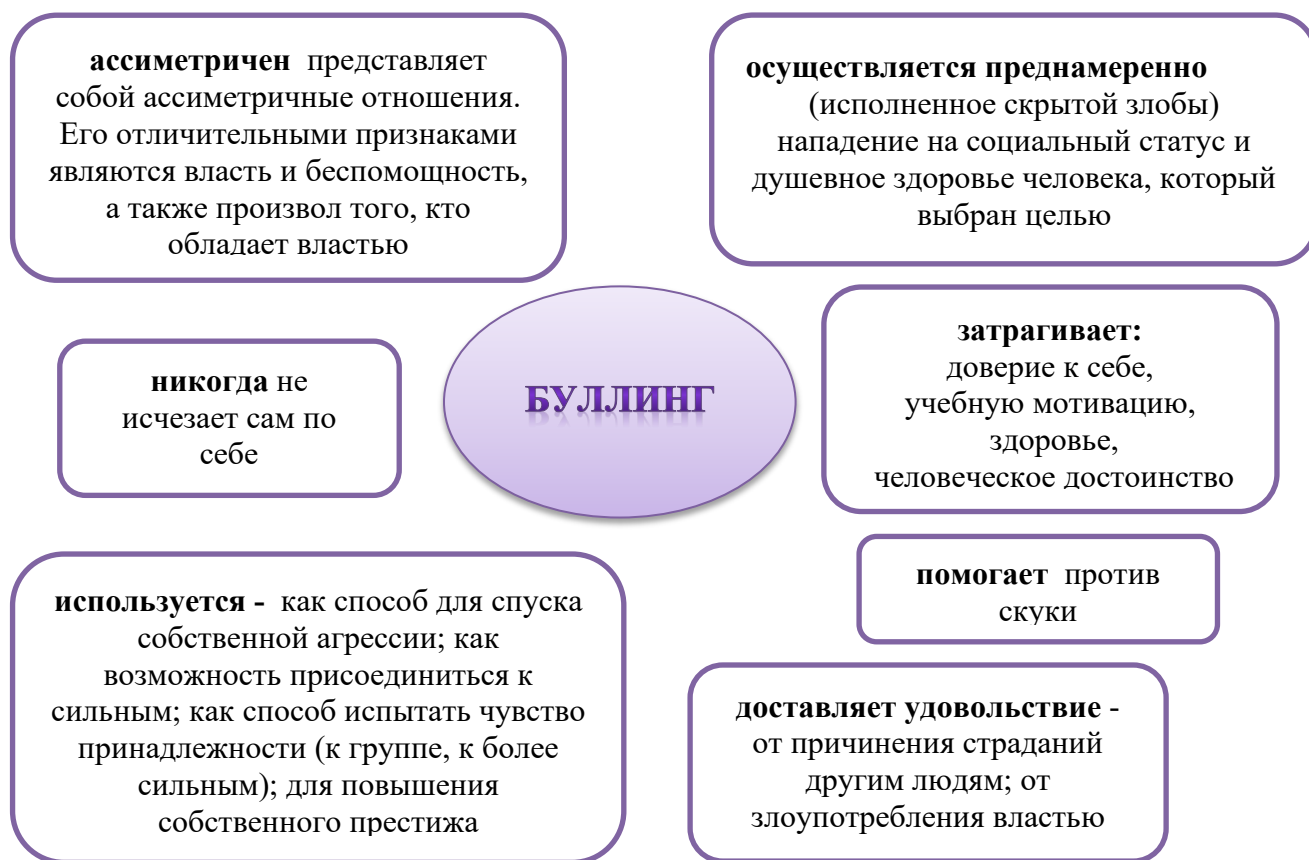 ассиметричен представляет
собой ассиметричные отношения.
Его отличительными признаками
являются власть и беспомощность,
а также произвол того, кто
обладает властью
осуществляется преднамеренно
(исполненное скрытой злобы)
нападение на социальный статус и
душевное здоровье человека, который
выбран целью
никогда не
исчезает сам по
себе
БУЛЛИНГ
затрагивает:
доверие к себе,
учебную мотивацию,
здоровье,
человеческое достоинство
помогает против
скуки
используется - как способ для спуска
собственной агрессии; как
возможность присоединиться к
сильным; как способ испытать чувство
принадлежности (к группе, к более
сильным); для повышения
собственного престижа
доставляет удовольствие -
от причинения страданий
другим людям; от
злоупотребления властью